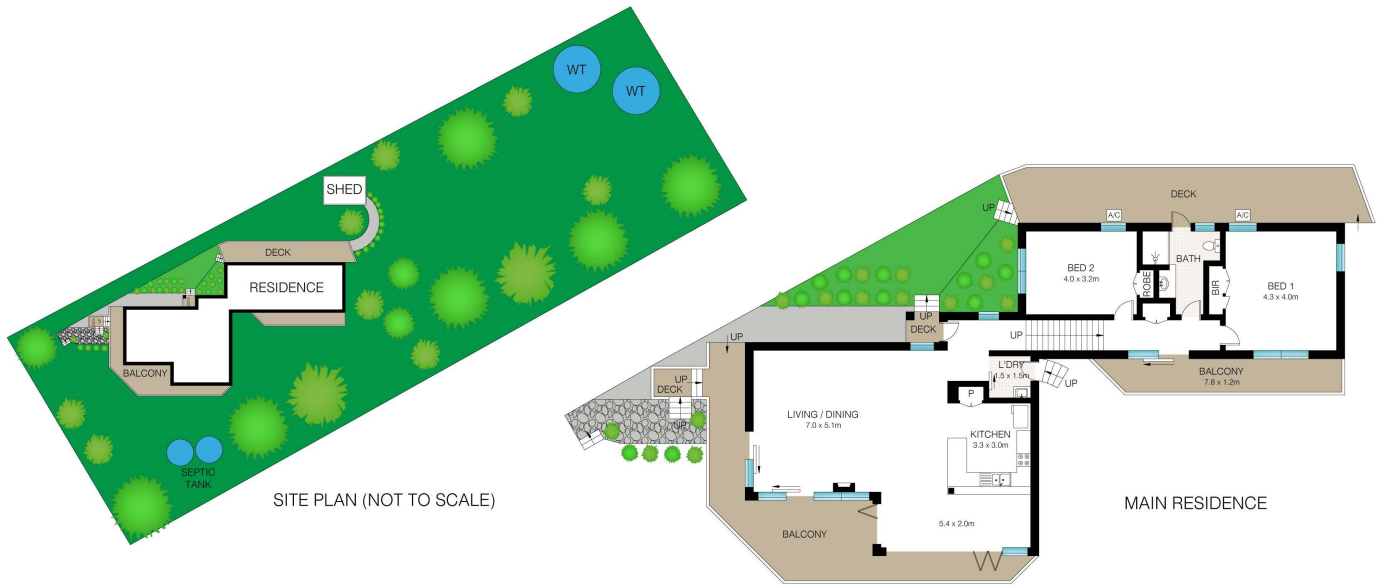 WT
WT
SHED
DECK
RESIDENCE
BALCONY
SEPTIC
TANK
SITE PLAN (NOT TO SCALE)
DECK
UP
A/C
A/C
BED 2
4.0 x 3.2m
ROBE
BATH
BIR
BED 1
4.3 x 4.0m
UP
DECK
UP
UP
BALCONY
7.8 x 1.2m
L'DRY
1.5 x 1.5m
UP
UP
DECK
UP
P
LIVING / DINING
7.0 x 5.1m
KITCHEN
3.3 x 3.0m
5.4 x 2.0m
BALCONY
MAIN RESIDENCE